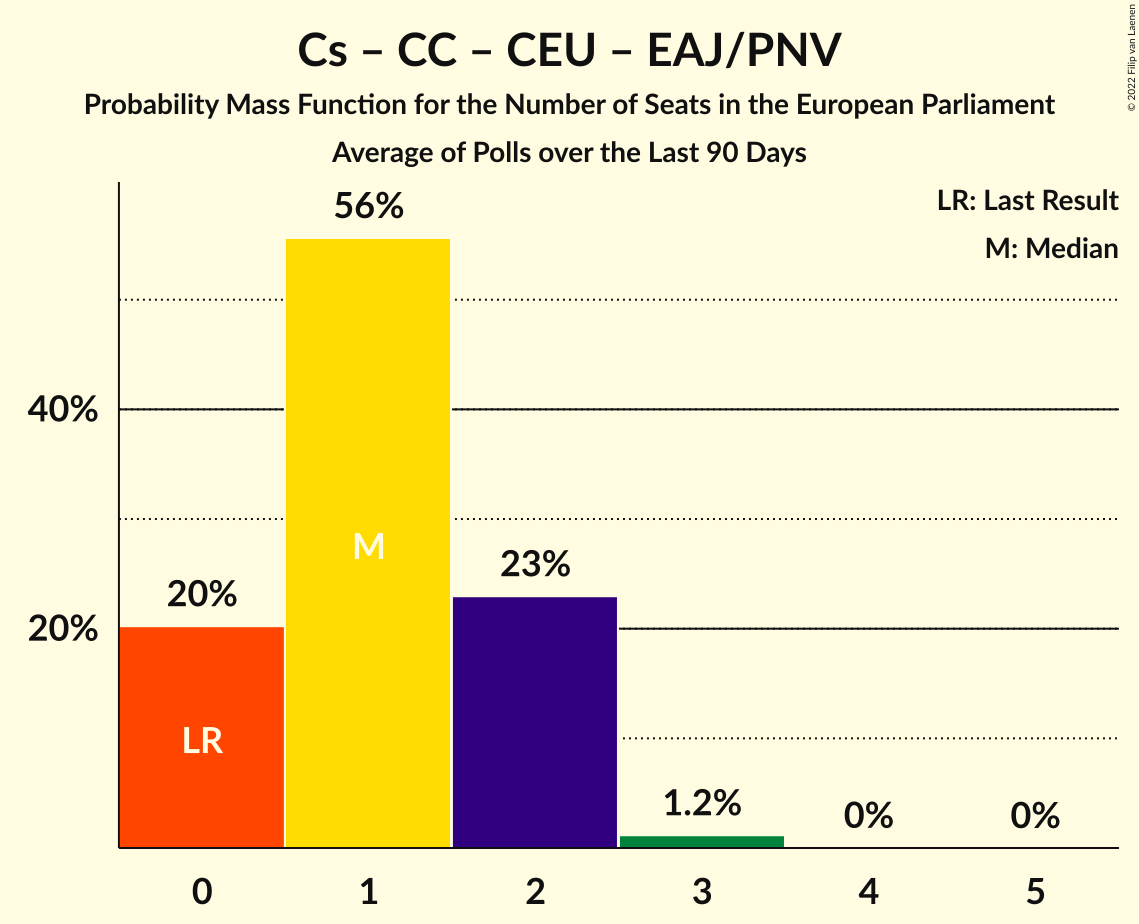 Cs – CC – CEU – EAJ/PNV
Probability Mass Function for the Number of Seats in the European Parliament
Average of Polls over the Last 90 Days
© 2022 Filip van Laenen
LR: Last Result
M: Median
56%
40%
M
23%
20%
20%
LR
1.2%
0%
0%
0 1 2 3 4 5